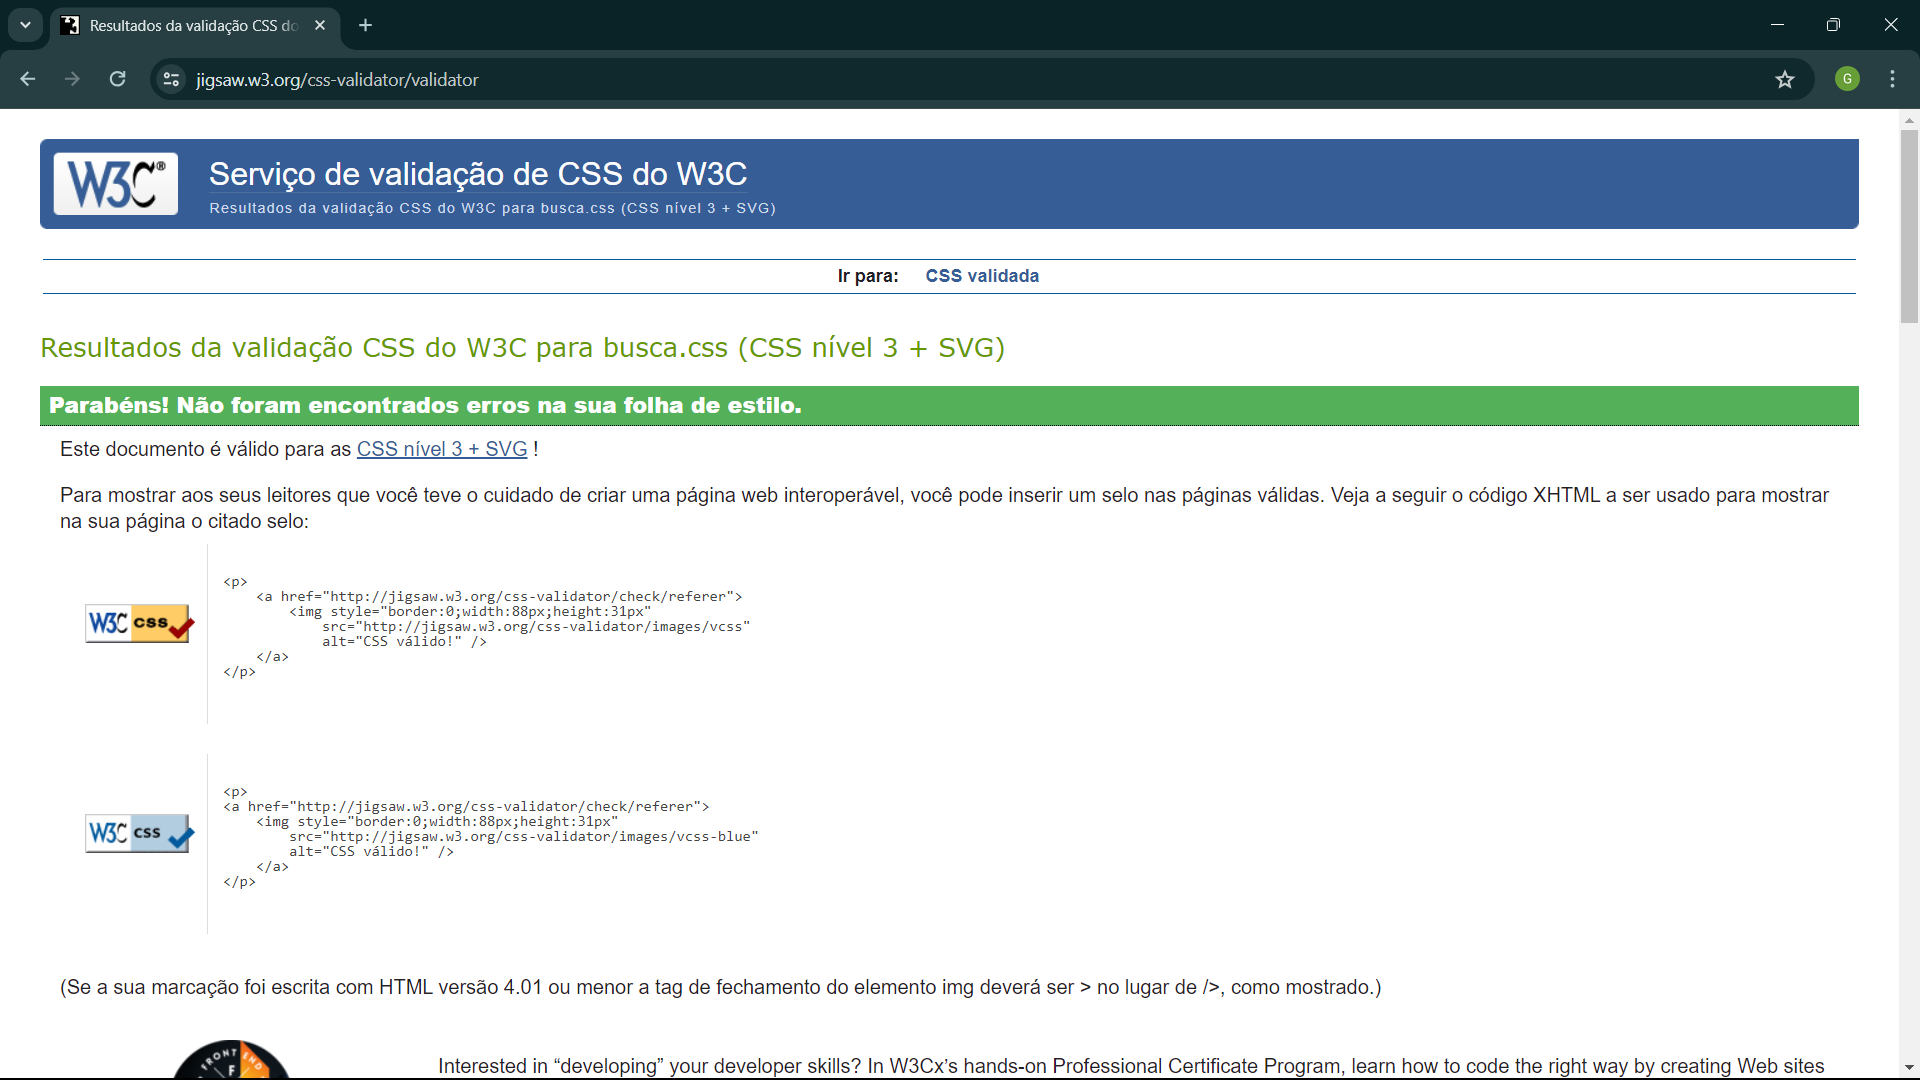 Resultados da validação CSS do
jigsaw.w3.org/css-validator/validator
G
W3C®
Serviço de validação de CSS do W3C
Resultados da validação CSS do W3C para busca.css (CSS nível 3 + SVG)
Ir para: CSS validada
Resultados da validação CSS do W3C para busca.css (CSS nível 3 + SVG)
Parabéns! Não foram encontrados erros na sua folha de estilo.
Este documento é válido para as CSS nível 3 + SVG !
Para mostrar aos seus leitores que você teve o cuidado de criar uma página web interoperável, você pode inserir um selo nas páginas válidas. Veja a seguir o código XHTML a ser usado para mostrar
na sua página o citado selo:
W3C css
<p>
<a href="http://jigsaw.w3.org/css-validator/check/referer">
<img style="border:0;width:88px;height:31px"
src="http://jigsaw.w3.org/css-validator/images/vcss"
alt="CSS válido!" />
</a>
</p>
W3C css
<p>
<a href="http://jigsaw.w3.org/css-validator/check/referer">
<img style="border:0;width:88px;height:31px"
src="http://jigsaw.w3.org/css-validator/images/vcss-blue"
alt="CSS válido!" />
</a>
</p>
(Se a sua marcação foi escrita com HTML versão 4.01 ou menor a tag de fechamento do elemento img deverá ser > no lugar de />, como mostrado.)
FRONT END
F
Interested in “developing” your developer skills? In W3Cx’s hands-on Professional Certificate Program, learn how to code the right way by creating Web sites